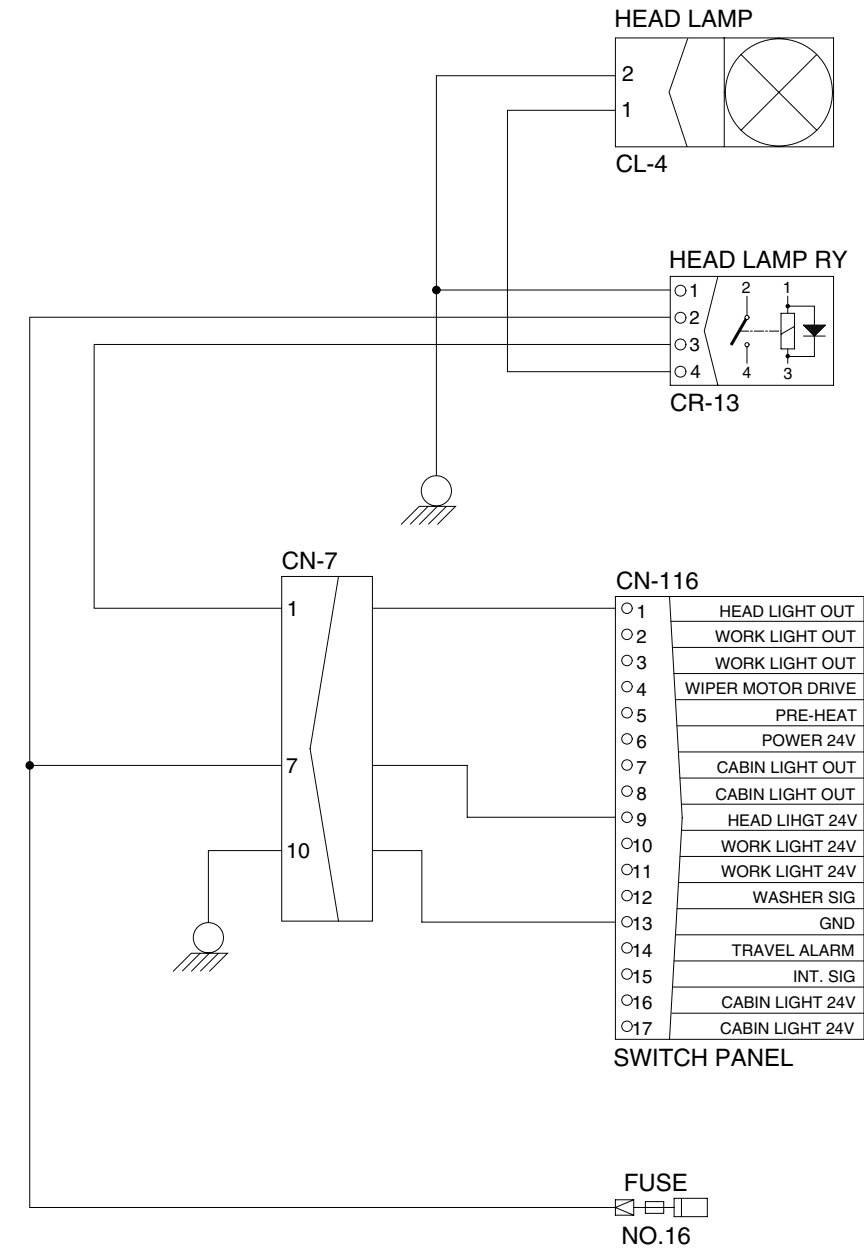 HEAD LAMP
2
1
CL-4
HEAD LAMP RY
1
2
3
4
2 1
4 3
CR-13
CN-7
1
7
10
CN-116
1 HEAD LIGHT OUT
2 WORK LIGHT OUT
3 WORK LIGHT OUT
4 WIPER MOTOR DRIVE
5 PRE-HEAT
6 POWER 24V
7 CABIN LIGHT OUT
8 CABIN LIGHT OUT
9 HEAD LIHGT 24V
10 WORK LIGHT 24V
11 WORK LIGHT 24V
12 WASHER SIG
13 GND
14 TRAVEL ALARM
15 INT. SIG
16 CABIN LIGHT 24V
17 CABIN LIGHT 24V
SWITCH PANEL
FUSE
NO.16